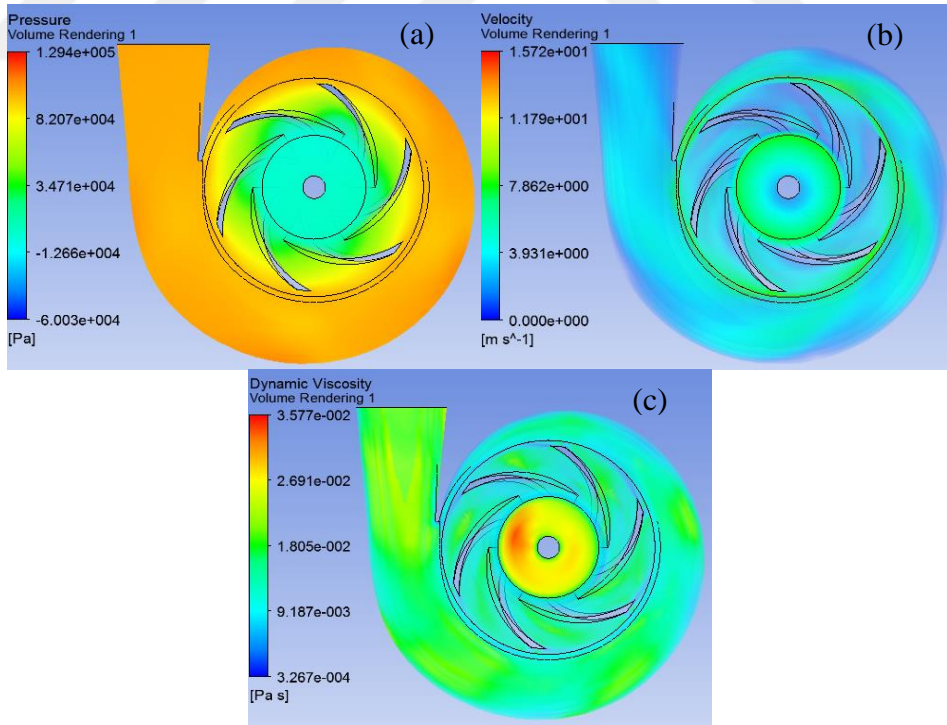 Pressure
Volume Rendering 1
(a)
1.294e+005
8.207e+004
3.471e+004
-1.266e+004
-6.003e+004
[Pa]
Velocity
Volume Rendering 1
(b)
1.572e+001
1.179e+001
7.862e+000
3.931e+000
0.000e+000
[m s^-1]
Dynamic Viscosity
Volume Rendering 1
(c)
3.577e-002
2.691e-002
1.805e-002
9.187e-003
3.267e-004
[Pa s]